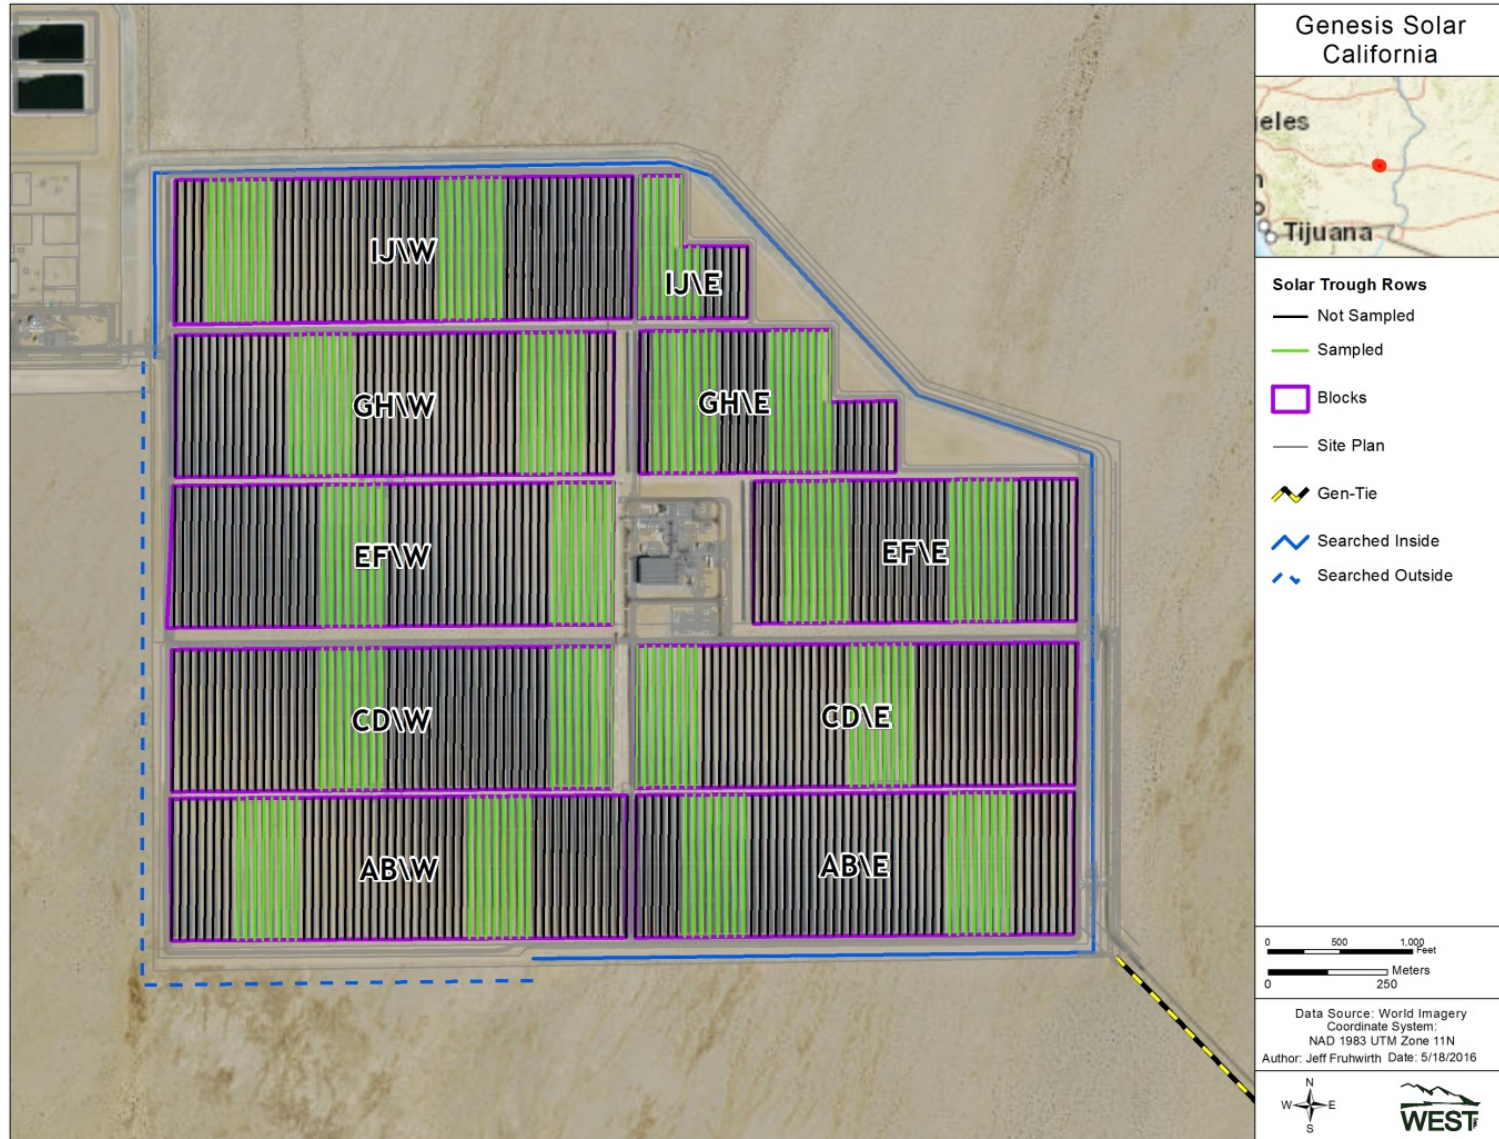 Genesis Solar
California
eles
n
Tijuana
IJ\W
IJ\E
GH\W
GH\E
EF\W
EF\E
CD\W
CD\E
AB\W
AB\E
Solar Trough Rows
Not Sampled
Sampled
Blocks
Site Plan
Gen-Tie
Searched Inside
Searched Outside
0 500 1,000
Feet
Meters
0 250
Data Source: World Imagery
Coordinate System:
NAD 1983 UTM Zone 11N
Author: Jeff Fruhwirth Date: 5/18/2016
N
W E
S
WEST